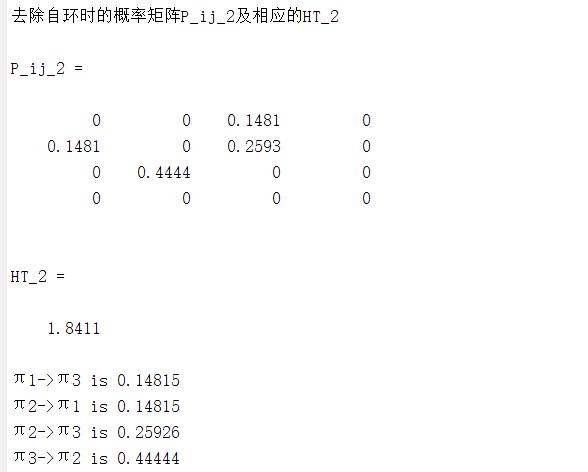 去除自环时的概率矩阵P_ij_2及相应的HT_2
P_ij_2 =
0 0 0.1481 0
0.1481 0 0.2593 0
0 0.4444 0 0
0 0 0 0
HT_2 =
1.8411
π1->π3 is 0.14815
π2->π1 is 0.14815
π2->π3 is 0.25926
π3->π2 is 0.44444